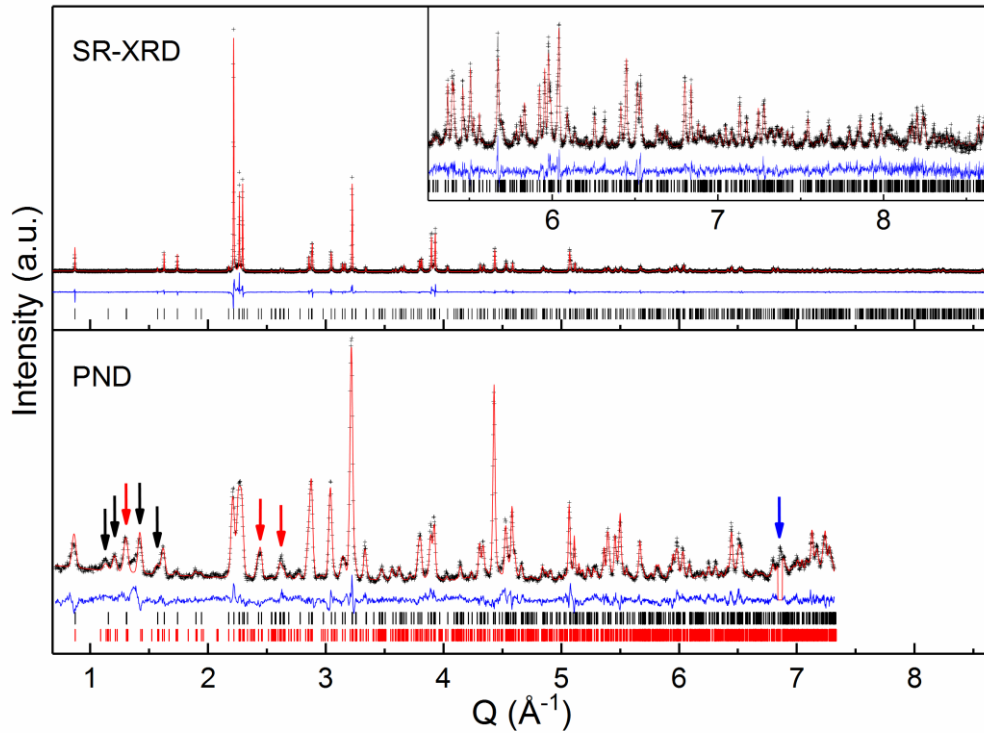 SR-XRD
6 7 8
Intensity (a.u.)
PND
1 2 3 4 5 6 7 8
Q (Å⁻¹)